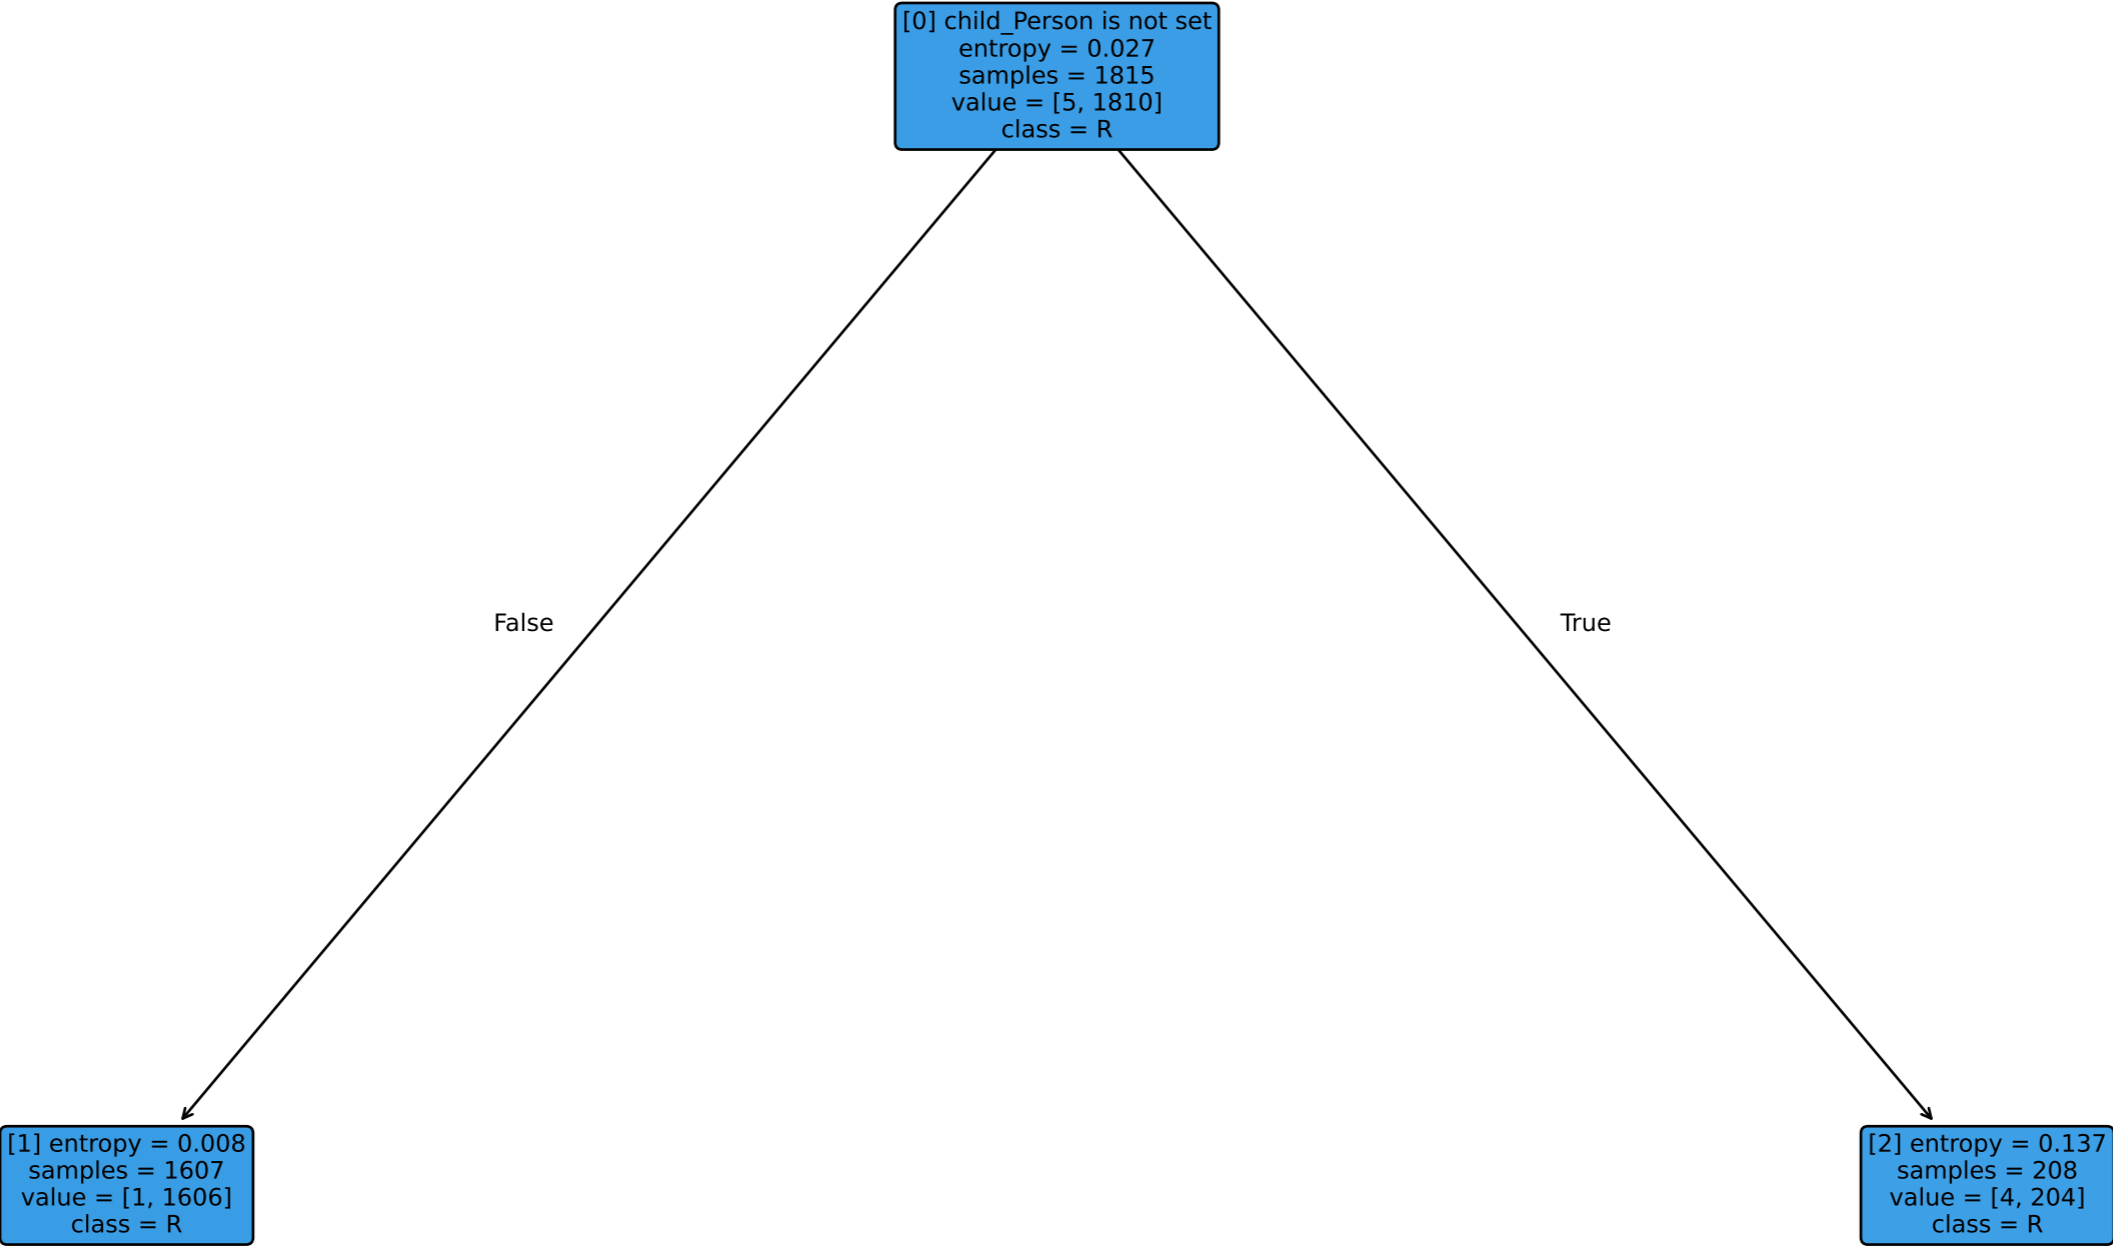 [0] child_Person is not set
entropy = 0.027
samples = 1815
value = [5, 1810]
class = R
False
True
[1] entropy = 0.008
samples = 1607
value = [1, 1606]
class = R
[2] entropy = 0.137
samples = 208
value = [4, 204]
class = R